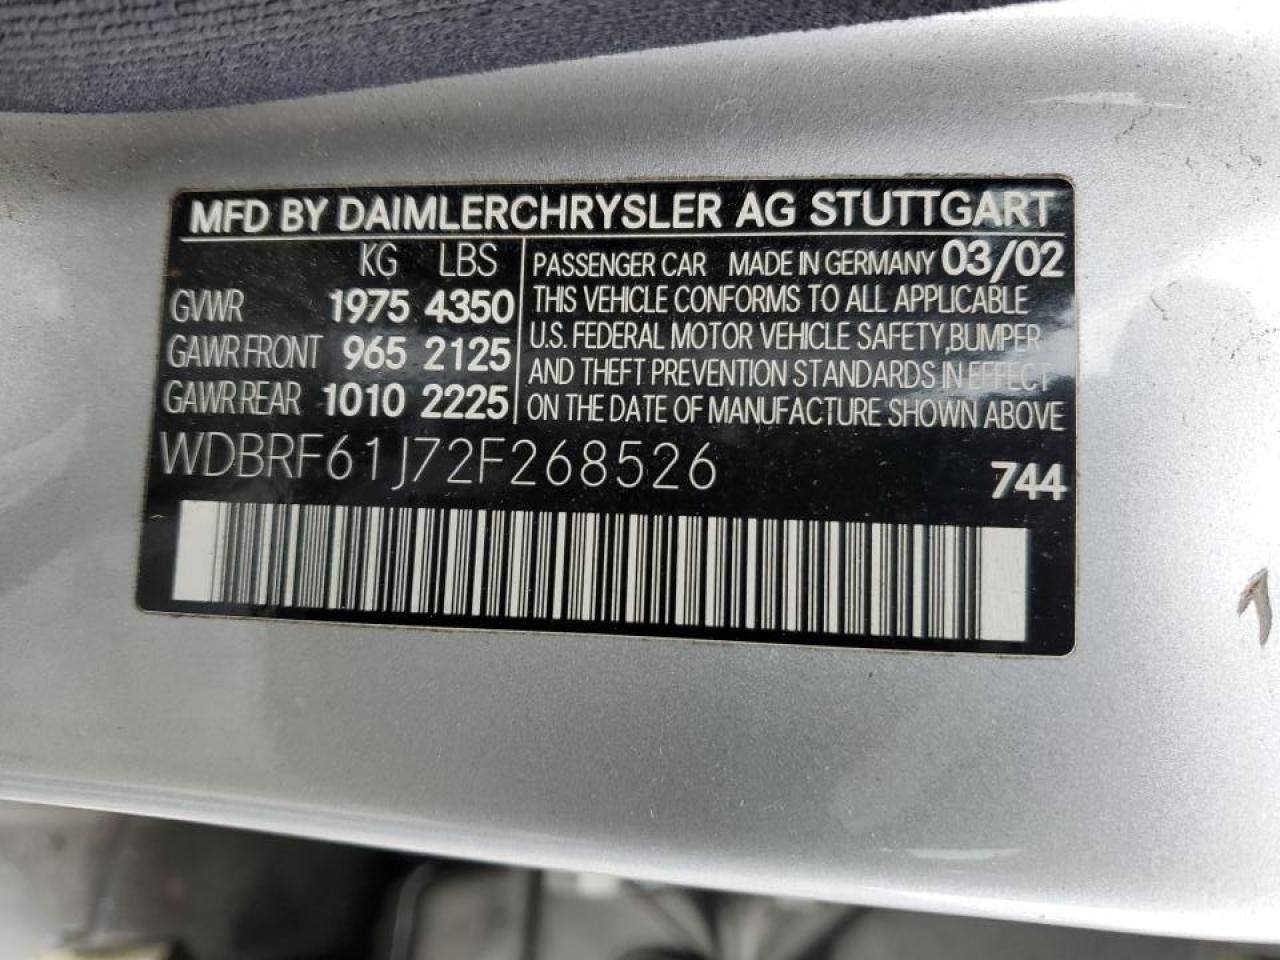 MFD BY DAIMLERCHRYSLER AG STUTTGART
KG LBS
GVWR 1975 4350
GAWR FRONT 965 2125
GAWR REAR 1010 2225
PASSENGER CAR MADE IN GERMANY 03/02
THIS VEHICLE CONFORMS TO ALL APPLICABLE
U.S. FEDERAL MOTOR VEHICLE SAFETY, BUMPER
AND THEFT PREVENTION STANDARDS IN EFFECT
ON THE DATE OF MANUFACTURE SHOWN ABOVE
WDBRF61J72F268526
744